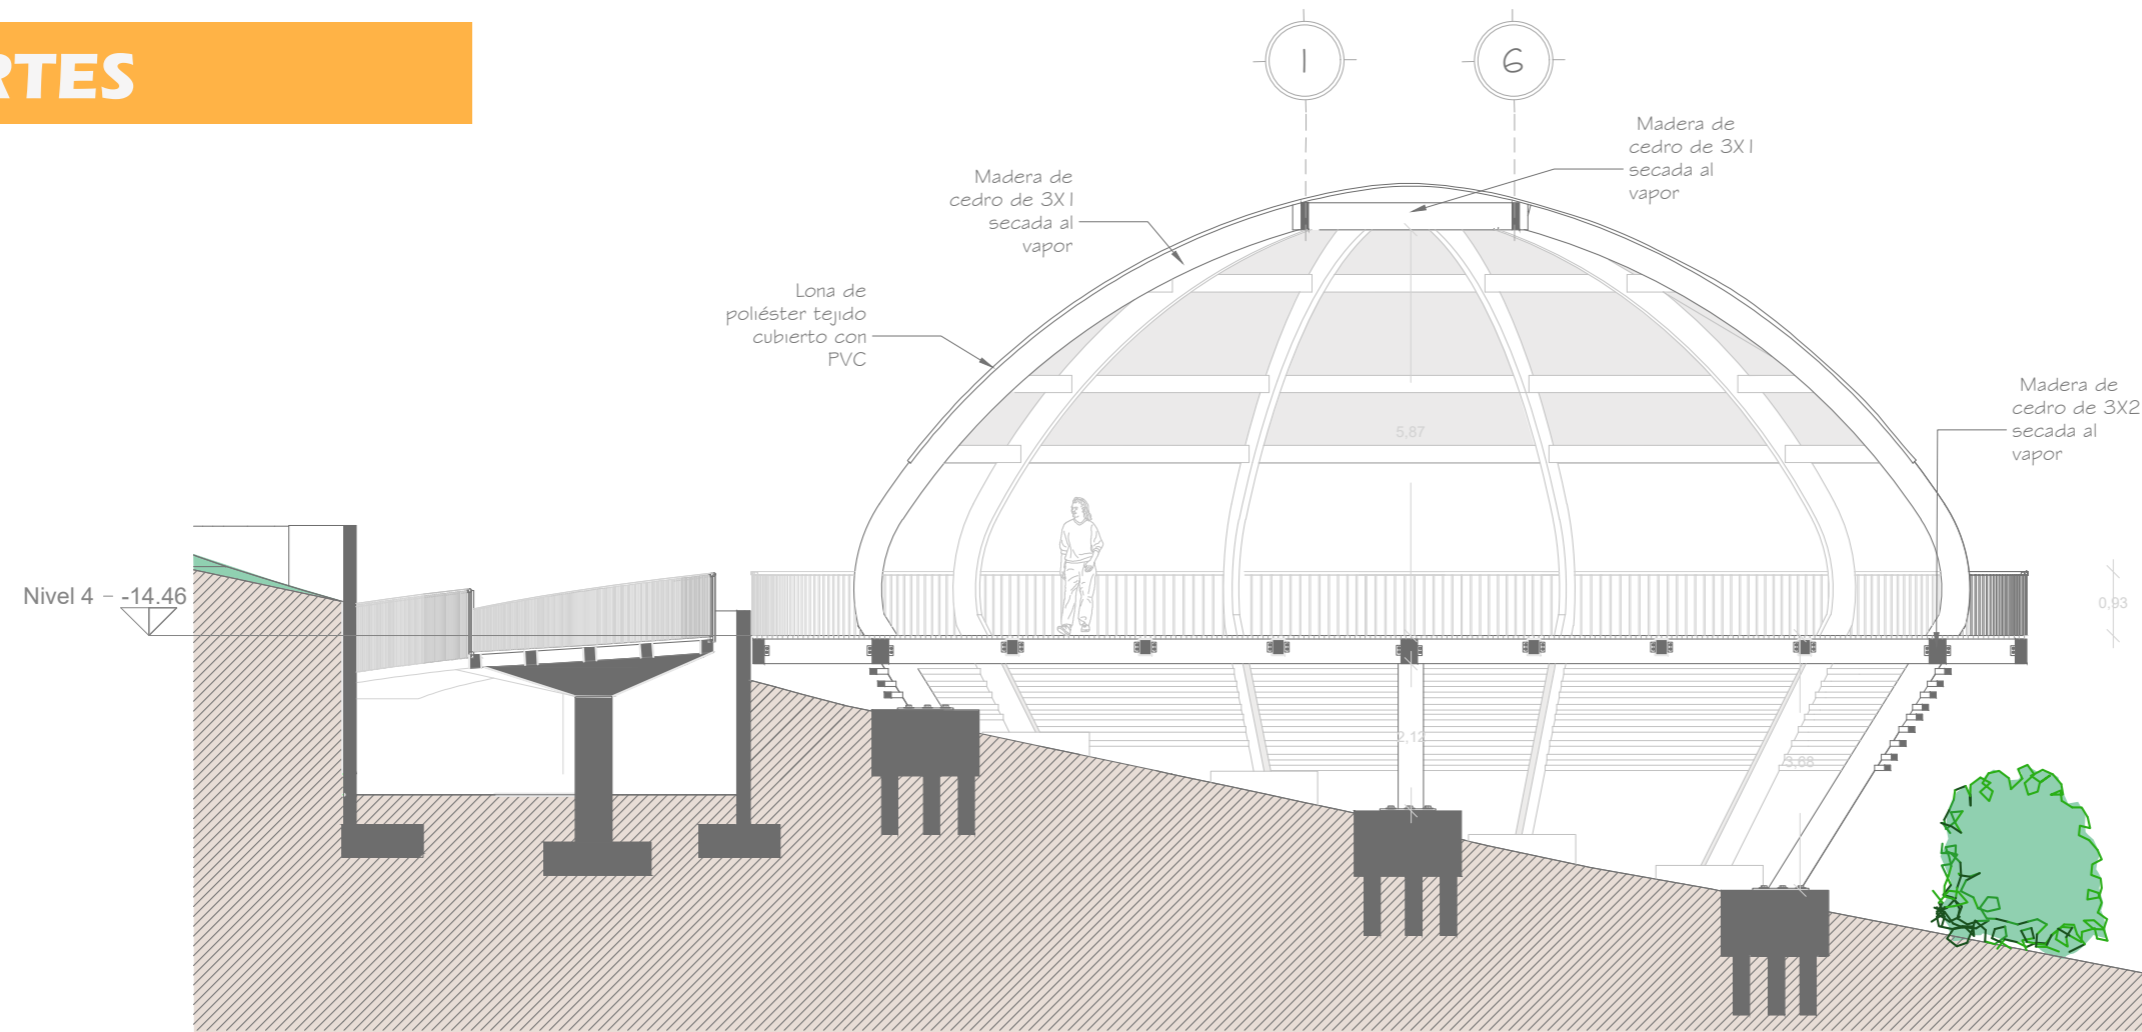 RTES
1
6
Madera de
cedro de 3X1
secada al
vapor
Madera de
cedro de 3X1
secada al
vapor
Lona de
poliéster tejido
cubierto con
PVC
Madera de
cedro de 3X2
secada al
vapor
5,87
Nivel 4 - -14.46
0,93
2,12
3,68